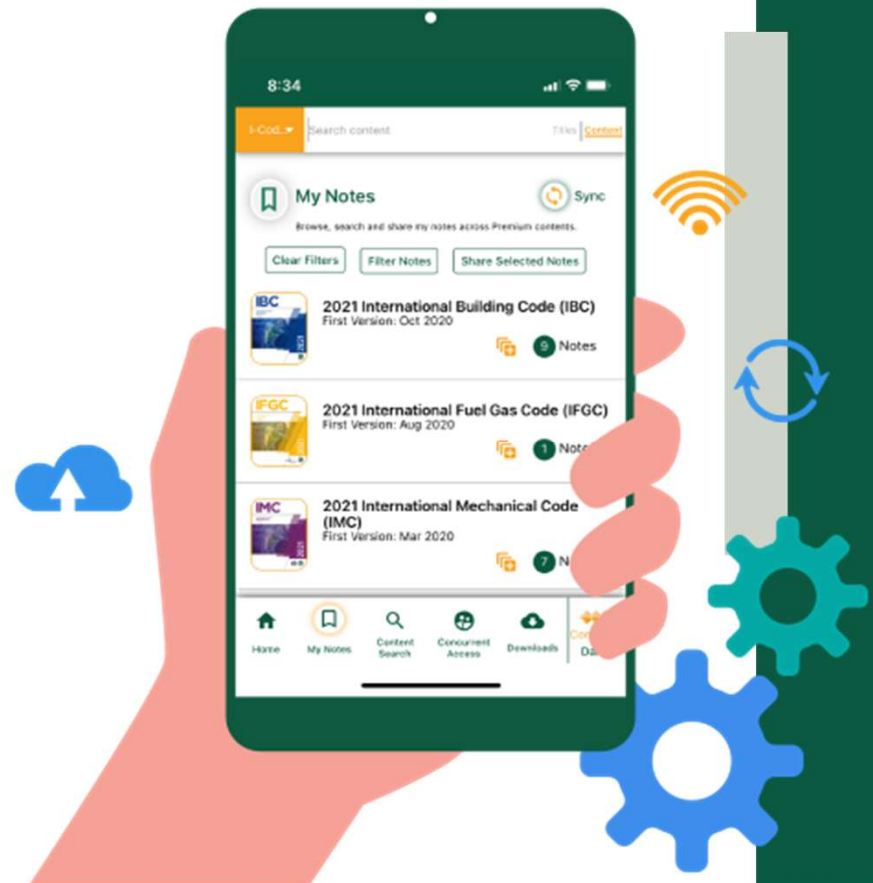 8:34
I-Cod..
Search content
Titles
Content
My Notes
Sync
Browse, search and share my notes across Premium contents.
Clear Filters
Filter Notes
Share Selected Notes
IBC
2021
2021 International Building Code (IBC)
First Version: Oct 2020
9 Notes
IFGC
2021
2021 International Fuel Gas Code (IFGC)
First Version: Aug 2020
1
IMC
2021
2021 International Mechanical Code
(IMC)
First Version: Mar 2020
7
Home
My Notes
Content
Search
Concurrent
Access
Downloads